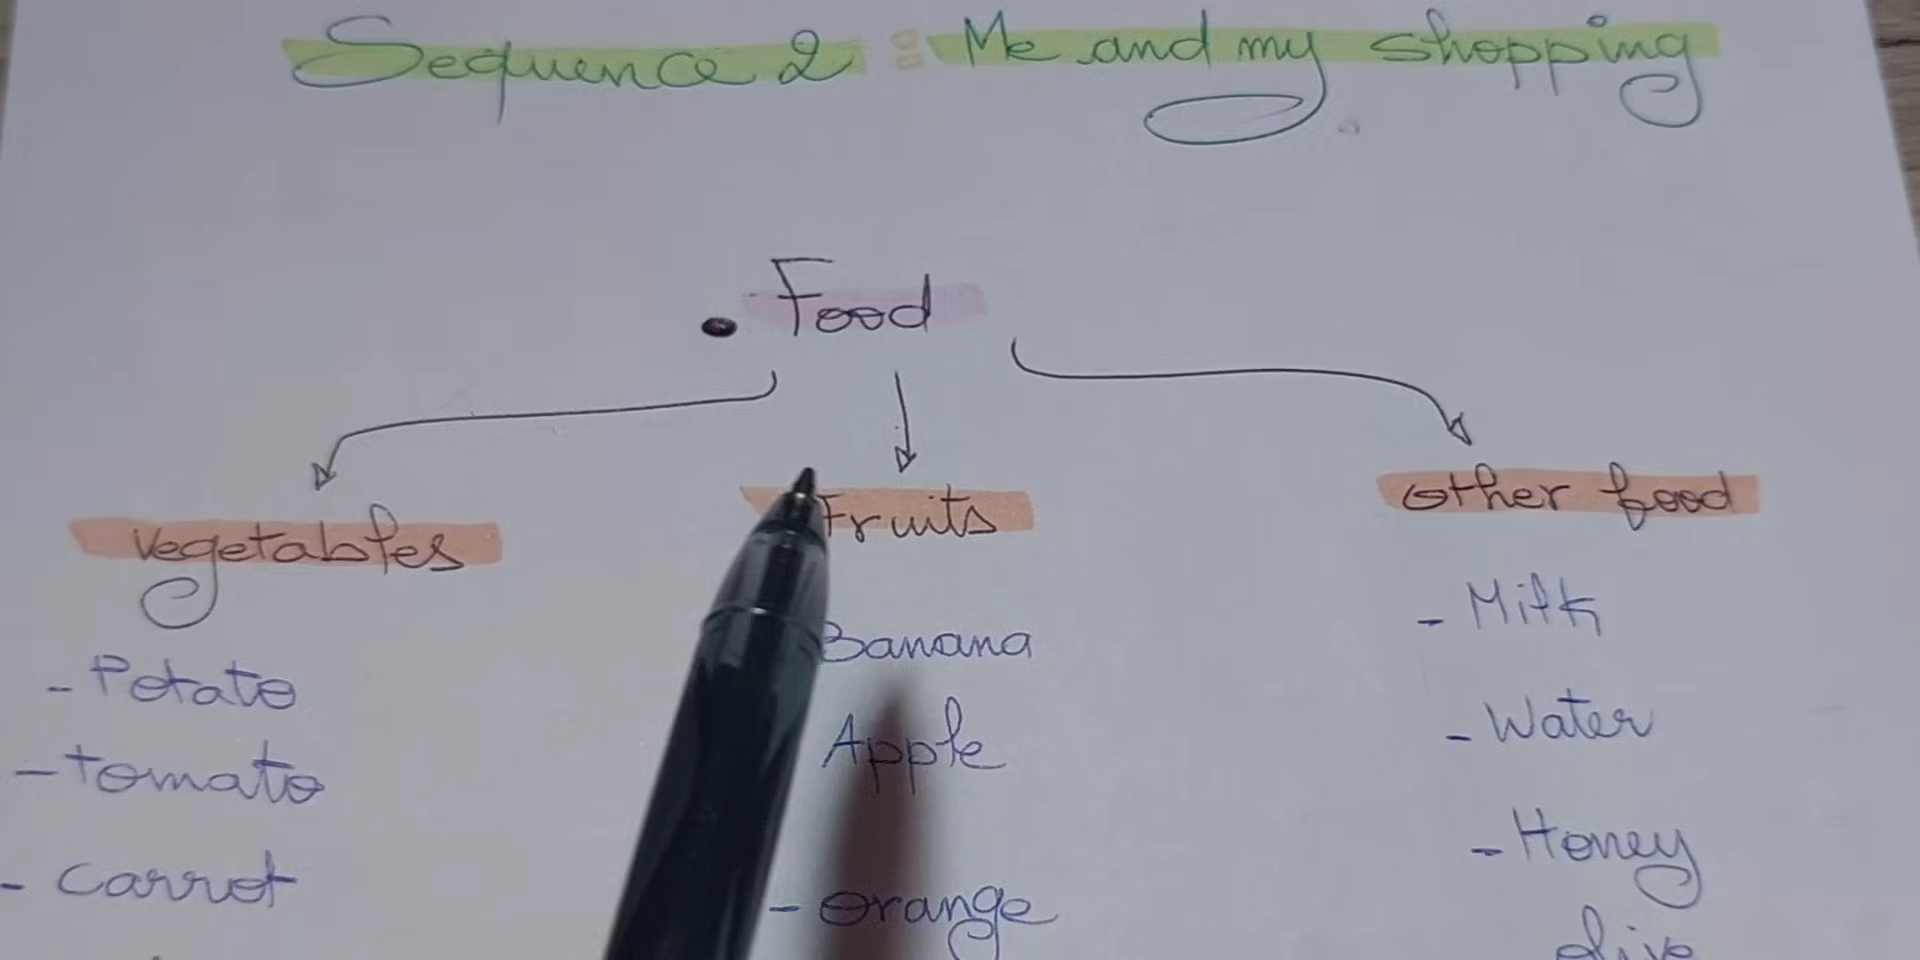 Sequence 2 : Me and my shopping.
• Food
Vegetables
- Potato
- tomato
- carrot
Fruits
Banana
Apple
- Orange
Other food
- Milk
- Water
- Honey
olive